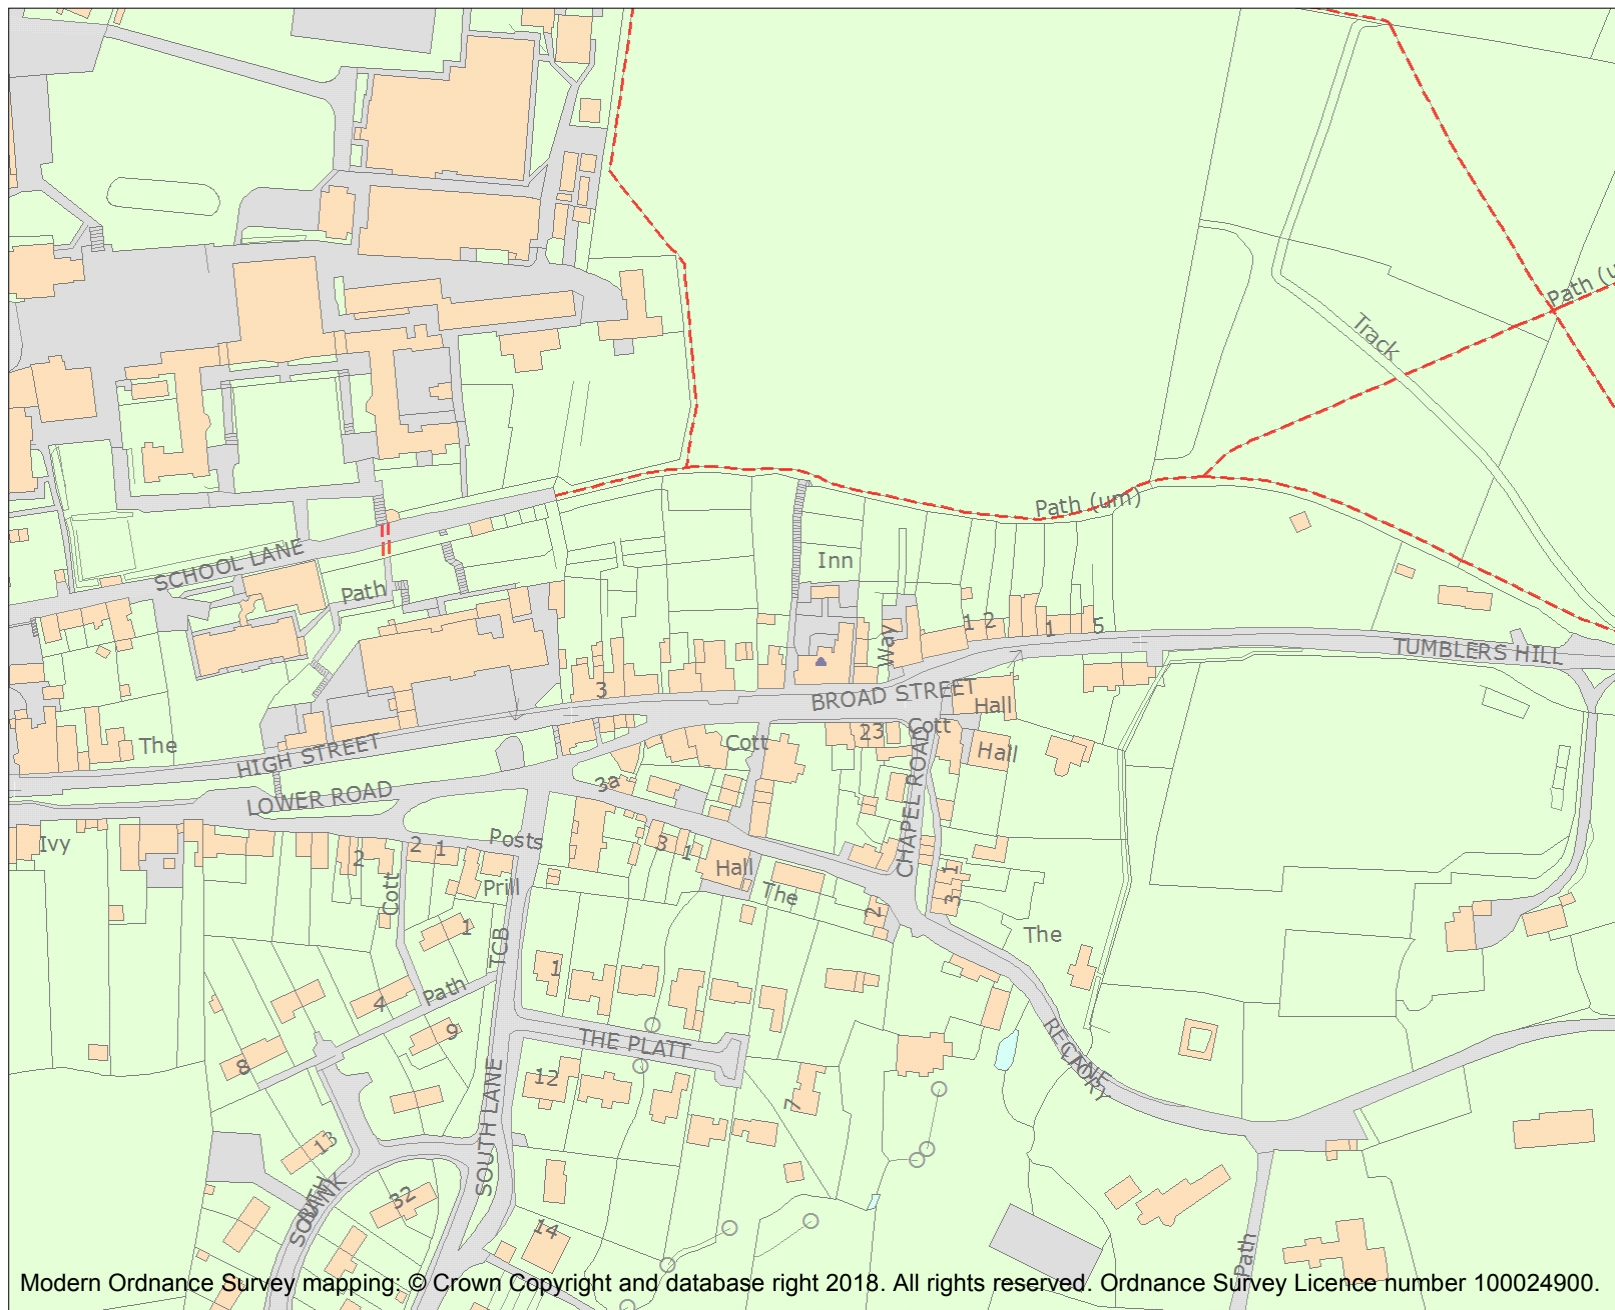 Path (u
Track
Path (um)
SCHOOL LANE
Inn
Path
1 2
1
5
Way
TUMBLERS HILL
3
BROAD STREET
Hall
The
Cott
23
Cott
Hall
HIGH STREET
3a
LOWER ROAD
CHAPEL ROAD
Ivy
2
2 1
Posts
3 1
Hall
Prill
The
1
3
Cott
2
1
TCB
The
1
Path
4
9
THE PLATT
RECTORY
LANE
8
12
7
13
SOUTH LANE
SOUTH
BANK
32
14
Path
Modern Ordnance Survey mapping: © Crown Copyright and database right 2018. All rights reserved. Ordnance Survey Licence number 100024900.